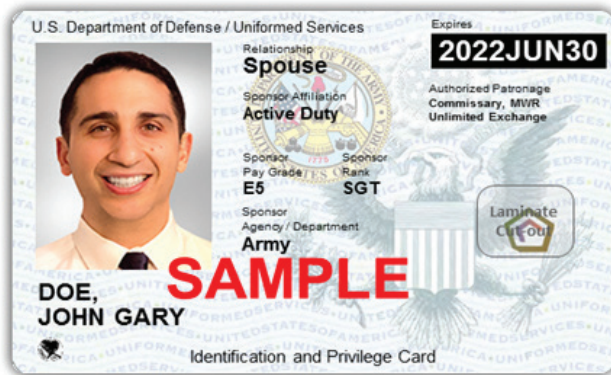 U.S. Department of Defense / Uniformed Services
Expires
2022JUN30
Relationship
Spouse
Sponsor Affiliation
Active Duty
Authorized Patronage
Commissary, MWR
Unlimited Exchange
Sponsor Pay Grade
E5
Sponsor Rank
SGT
Sponsor
Agency / Department
Army
Laminate
Cut-out
SAMPLE
DOE,
JOHN GARY
Identification and Privilege Card